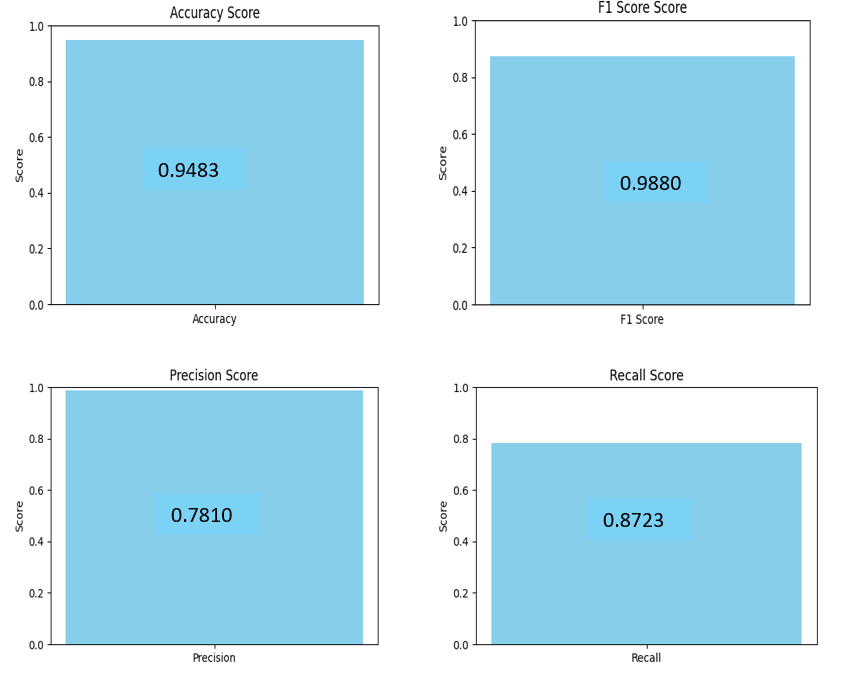 Accuracy Score
1.0
0.8
0.6
0.4
0.2
0.0
Score
0.9483
Accuracy
F1 Score Score
1.0
0.8
0.6
0.4
0.2
0.0
Score
0.9880
F1 Score
Precision Score
1.0
0.8
0.6
0.4
0.2
0.0
Score
0.7810
Precision
Recall Score
1.0
0.8
0.6
0.4
0.2
0.0
Score
0.8723
Recall